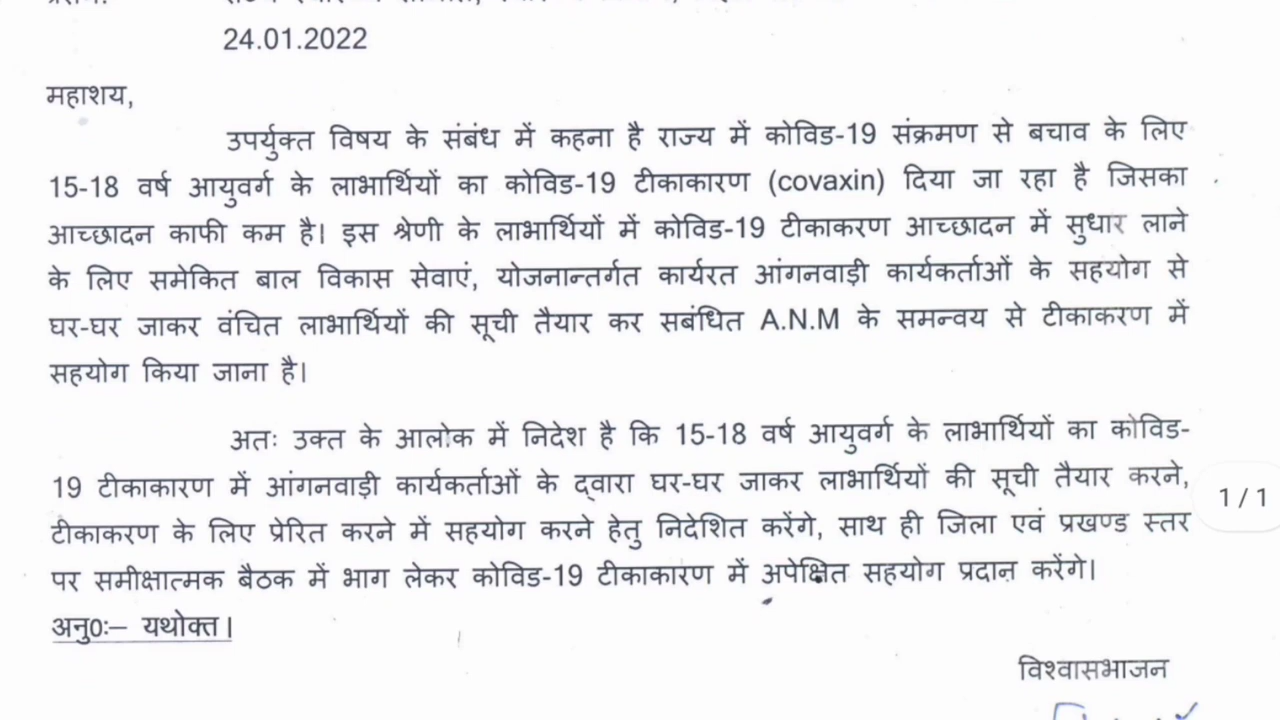 24.01.2022
महाशय,
उपर्युक्त विषय के संबंध में कहना है राज्य में कोविड-19 संक्रमण से बचाव के लिए
15-18 वर्ष आयुवर्ग के लाभार्थियों का कोविड-19 टीकाकारण (covaxin) दिया जा रहा है जिसका
आच्छादन काफी कम है। इस श्रेणी के लाभार्थियों में कोविड-19 टीकाकरण आच्छादन में सुधार लाने
के लिए समेकित बाल विकास सेवाएं, योजनान्तर्गत कार्यरत आंगनवाड़ी कार्यकर्ताओं के सहयोग से
घर-घर जाकर वंचित लाभार्थियों की सूची तैयार कर सबंधित A.N.M के समन्वय से टीकाकरण में
सहयोग किया जाना है।
अतः उक्त के आलोक में निदेश है कि 15-18 वर्ष आयुवर्ग के लाभार्थियों का कोविड-
19 टीकाकारण में आंगनवाड़ी कार्यकर्ताओं के द्वारा घर-घर जाकर लाभार्थियों की सूची तैयार करने,
टीकाकरण के लिए प्रेरित करने में सहयोग करने हेतु निदेशित करेंगे, साथ ही जिला एवं प्रखण्ड स्तर
पर समीक्षात्मक बैठक में भाग लेकर कोविड-19 टीकाकारण में अपेक्षित सहयोग प्रदान करेंगे।
अनु0ः– यथोक्त।
विश्वासभाजन
1/1